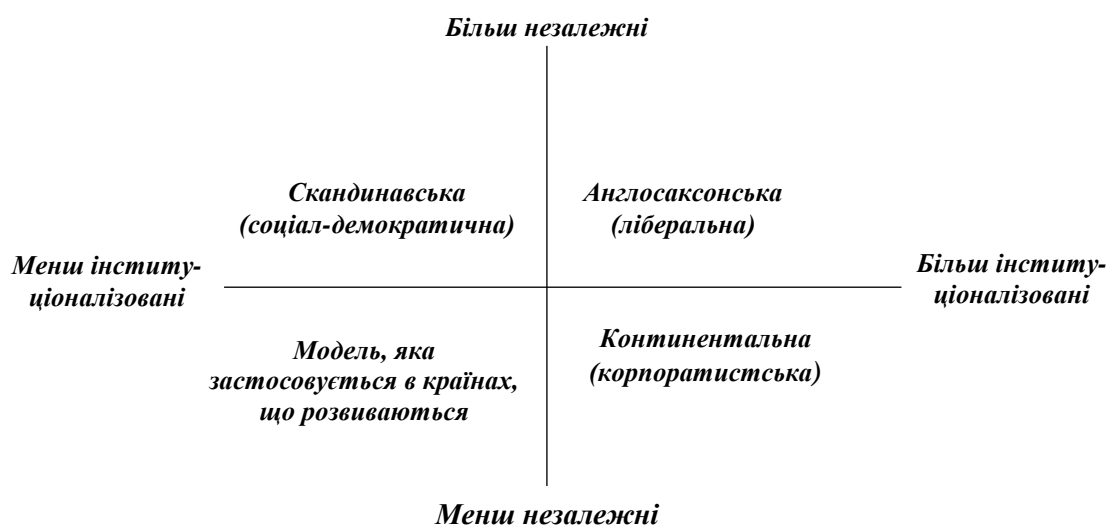 Більш незалежні
Скандинавська
(соціал-демократична)
Англосаксонська
(ліберальна)
Менш інститу-
ціоналізовані
Більш інститу-
ціоналізовані
Модель, яка
застосовується в країнах,
що розвиваються
Континентальна
(корпоратистська)
Менш незалежні